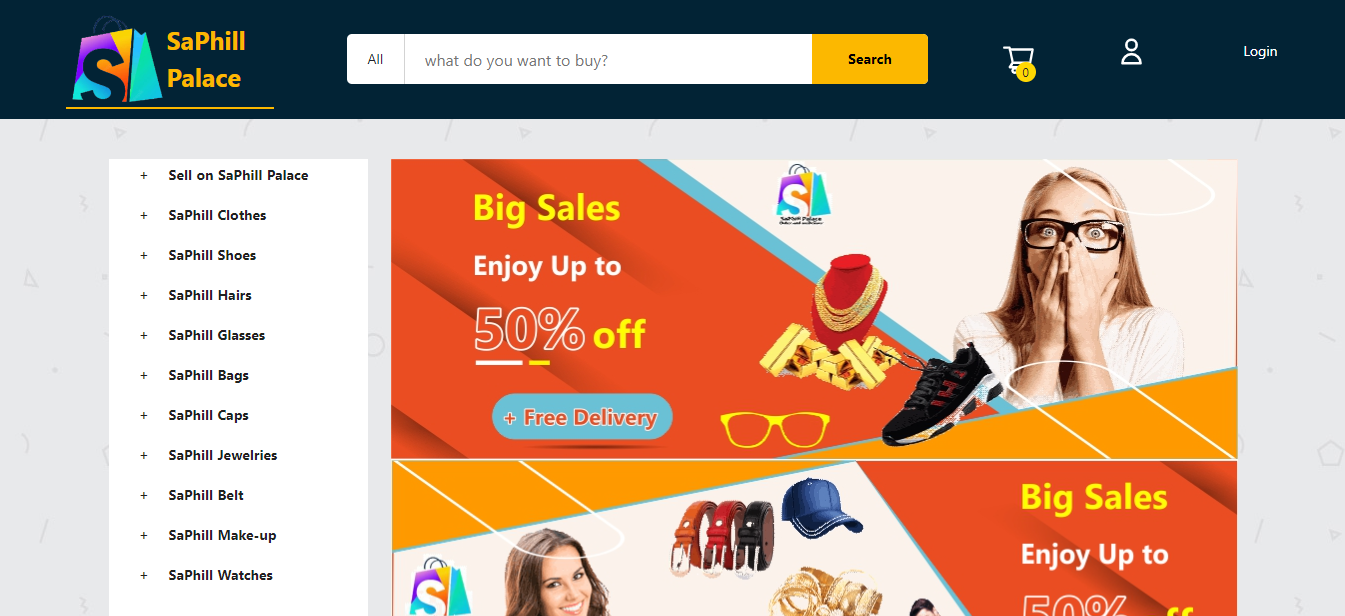 SaPhill
Palace
All
what do you want to buy?
Search
0
Login
+ Sell on SaPhill Palace
+ SaPhill Clothes
+ SaPhill Shoes
+ SaPhill Hairs
+ SaPhill Glasses
+ SaPhill Bags
+ SaPhill Caps
+ SaPhill Jewelries
+ SaPhill Belt
+ SaPhill Make-up
+ SaPhill Watches
Big Sales
Enjoy Up to
50% off
+ Free Delivery
SaPhill Palace
Big Sales
Enjoy Up to
50% off